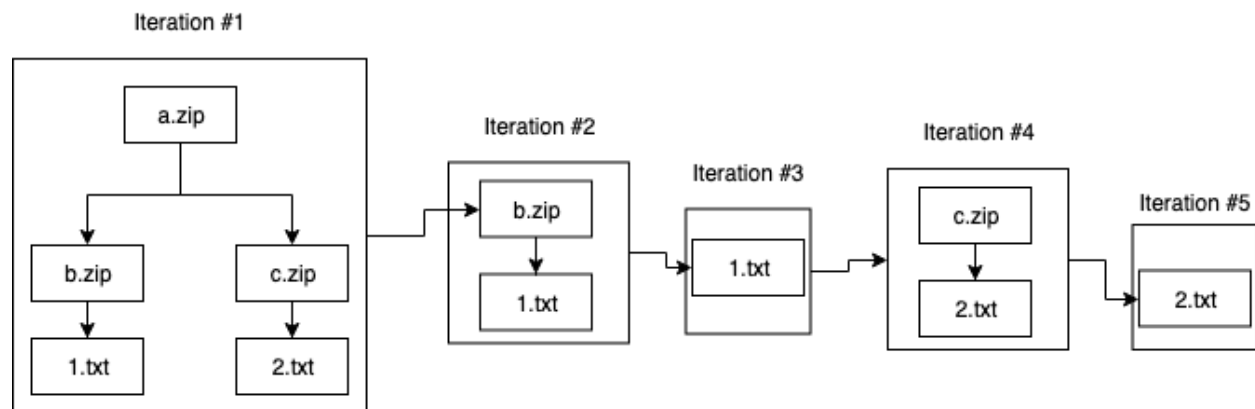 Iteration #1
a.zip
b.zip
c.zip
1.txt
2.txt
Iteration #2
b.zip
1.txt
Iteration #3
1.txt
Iteration #4
c.zip
2.txt
Iteration #5
2.txt